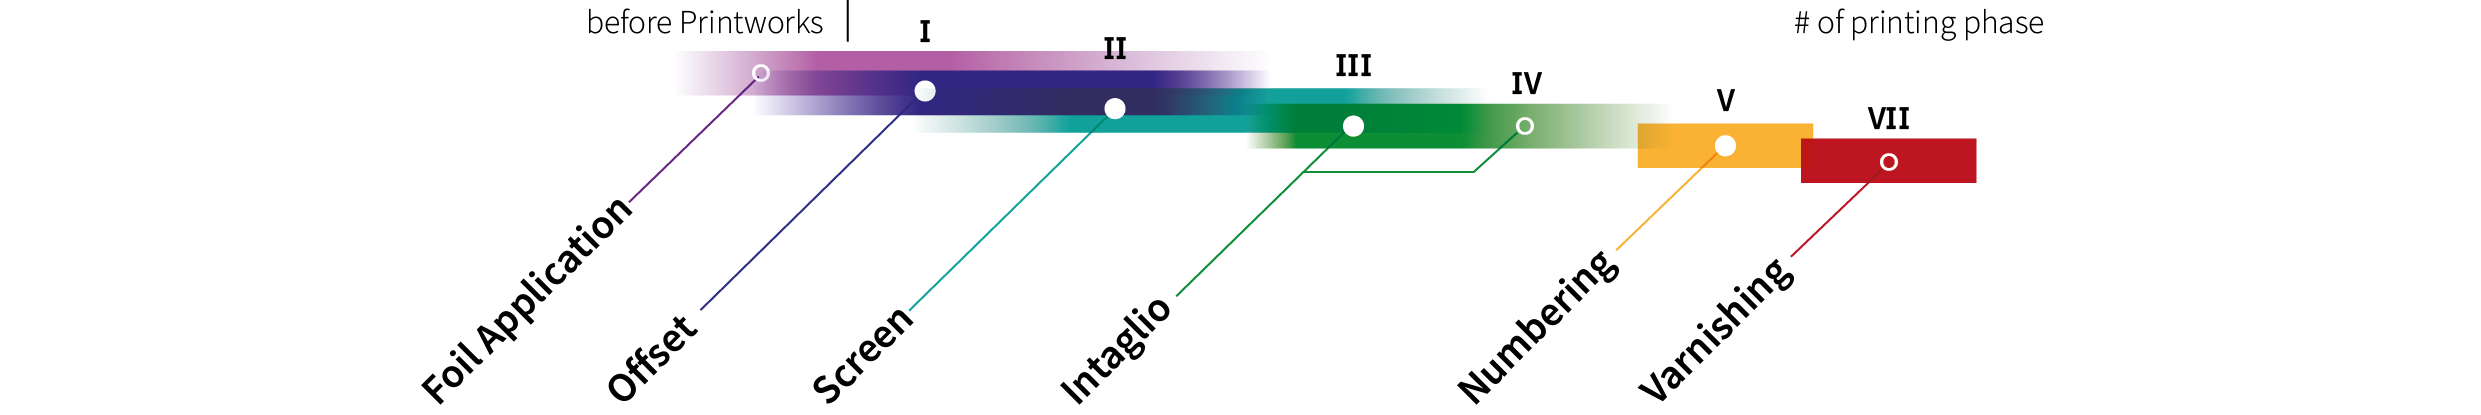 before Printworks
# of printing phase
I
II
III
IV
V
VII
Foil Application
Offset
Screen
Intaglio
Numbering
Varnishing